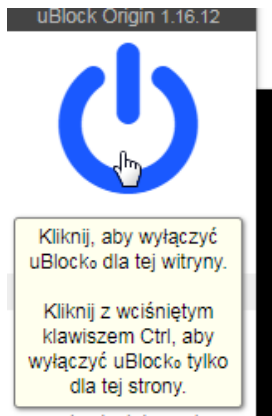 uBlock Origin 1.16.12
Kliknij, aby wyłączyć
uBlock₀ dla tej witryny.
Kliknij z wciśniętym
klawiszem Ctrl, aby
wyłączyć uBlock₀ tylko
dla tej strony.